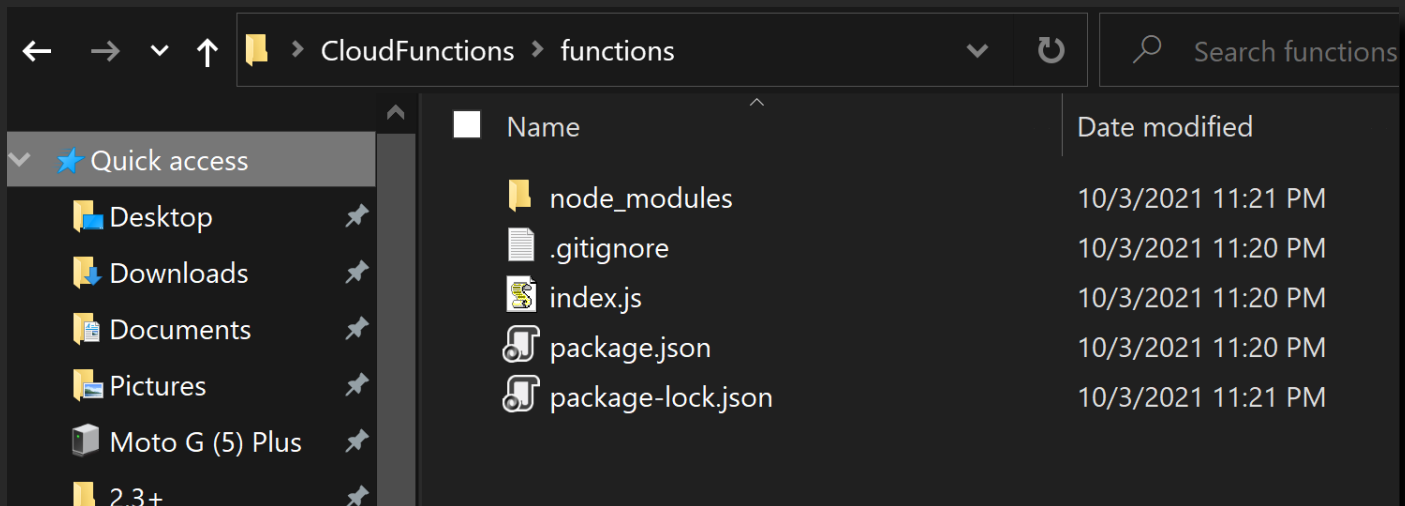 CloudFunctions functions
Search functions
Name Date modified
Quick access
node_modules 10/3/2021 11:21 PM
Desktop
.gitignore 10/3/2021 11:20 PM
Downloads
index.js 10/3/2021 11:20 PM
Documents
package.json 10/3/2021 11:20 PM
Pictures
package-lock.json 10/3/2021 11:21 PM
Moto G (5) Plus
2.3+